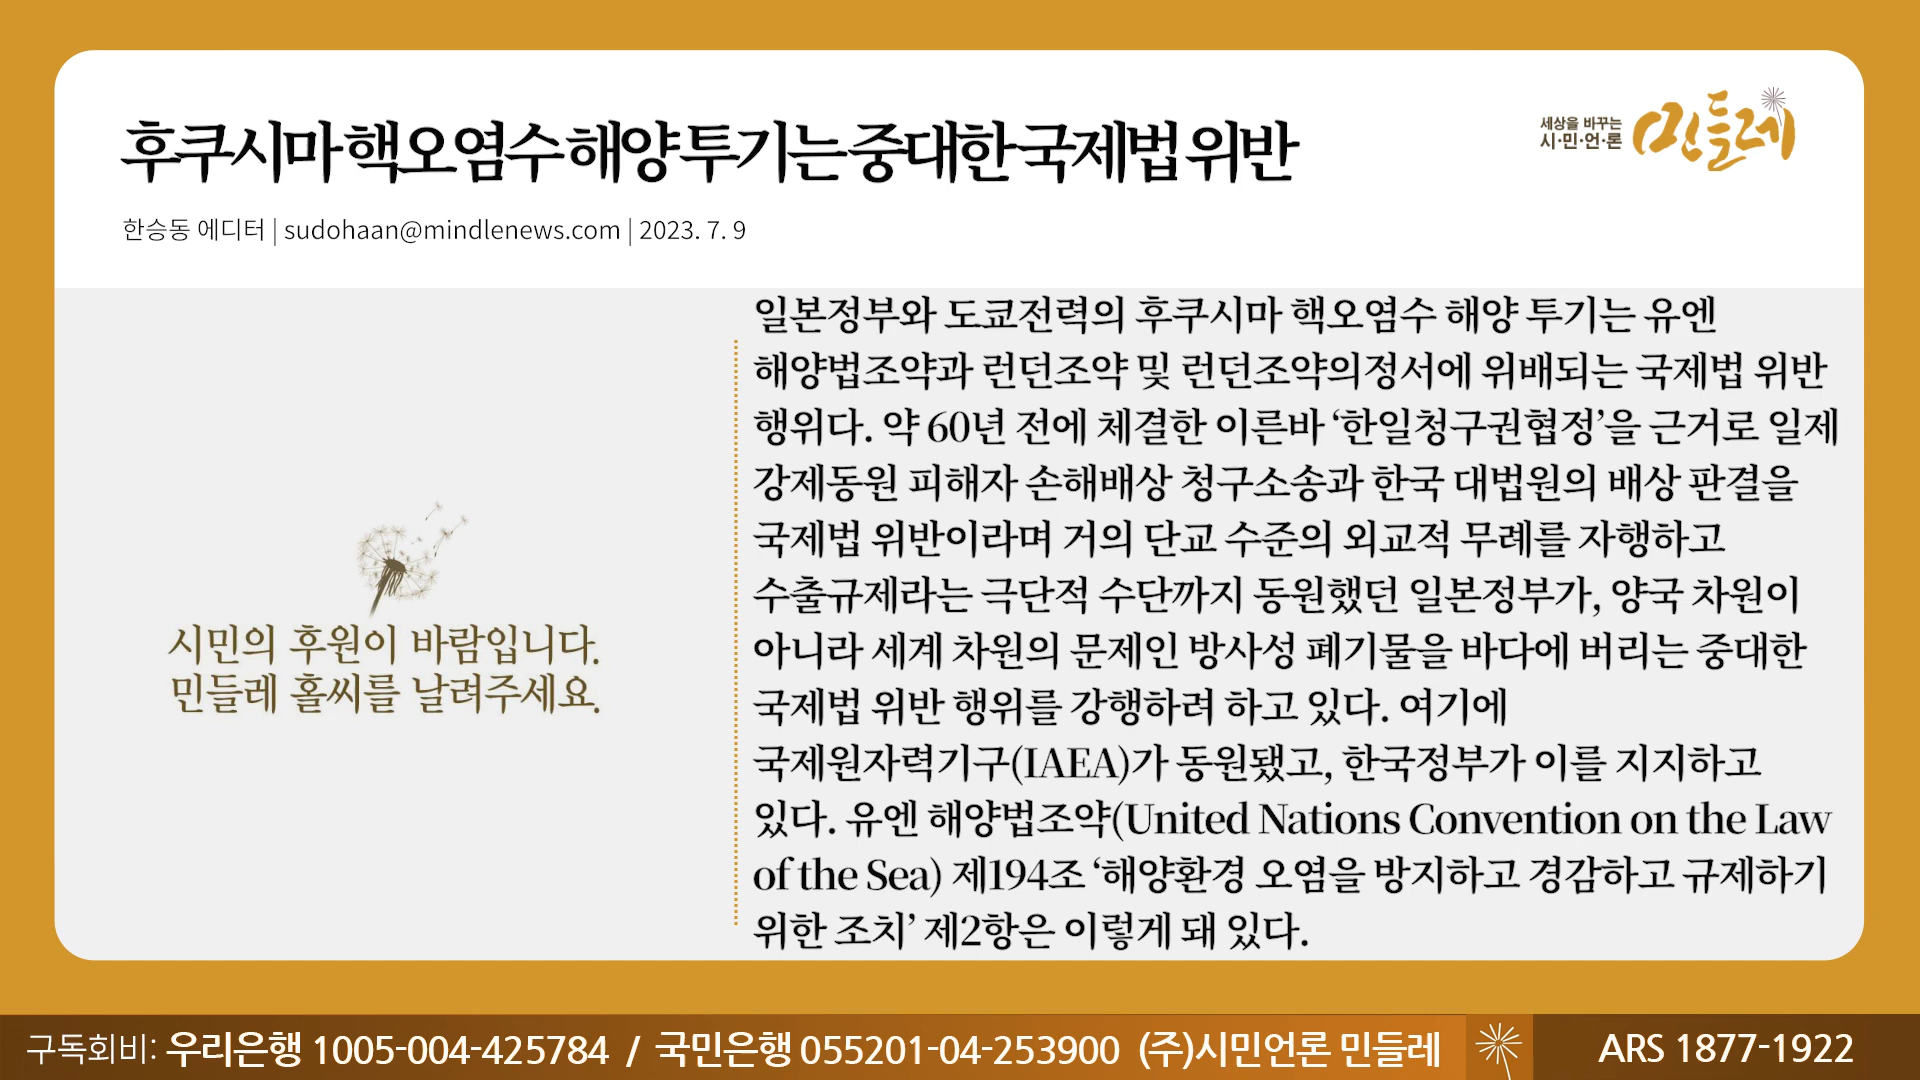 후쿠시마 핵오염수 해양 투기는 중대한 국제법 위반
세상을 바꾸는
시·민·언·론
민들레
한승동 에디터 | sudohaan@mindlenews.com | 2023. 7. 9
일본정부와 도쿄전력의 후쿠시마 핵오염수 해양 투기는 유엔
해양법조약과 런던조약 및 런던조약의정서에 위배되는 국제법 위반
행위다. 약 60년 전에 체결한 이른바 ‘한일청구권협정’을 근거로 일제
강제동원 피해자 손해배상 청구소송과 한국 대법원의 배상 판결을
국제법 위반이라며 거의 단교 수준의 외교적 무례를 자행하고
수출규제라는 극단적 수단까지 동원했던 일본정부가, 양국 차원이
아니라 세계 차원의 문제인 방사성 폐기물을 바다에 버리는 중대한
국제법 위반 행위를 강행하려 하고 있다. 여기에
국제원자력기구(IAEA)가 동원됐고, 한국정부가 이를 지지하고
있다. 유엔 해양법조약(United Nations Convention on the Law
of the Sea) 제194조 ‘해양환경 오염을 방지하고 경감하고 규제하기
위한 조치’ 제2항은 이렇게 돼 있다.
시민의 후원이 바람입니다.
민들레 홀씨를 날려주세요.
구독회비: 우리은행 1005-004-425784 / 국민은행 055201-04-253900 (주)시민언론 민들레
ARS 1877-1922